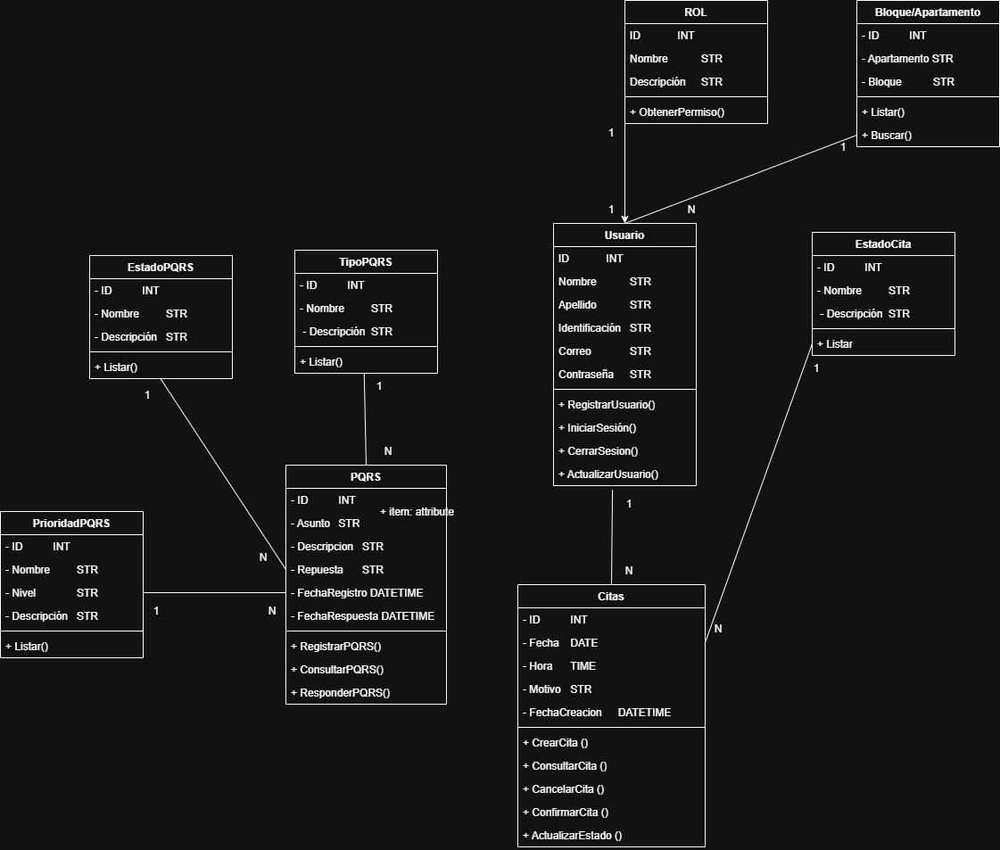 ROL
ID INT
Nombre STR
Descripción STR
+ ObtenerPermiso()
Bloque/Apartamento
- ID INT
- Apartamento STR
- Bloque STR
+ Listar()
+ Buscar()
1
1
1
N
Usuario
ID INT
Nombre STR
Apellido STR
Identificación STR
Correo STR
Contraseña STR
+ RegistrarUsuario()
+ IniciarSesión()
+ CerrarSesion()
+ ActualizarUsuario()
EstadoCita
- ID INT
- Nombre STR
- Descripción STR
+ Listar
1
EstadoPQRS
- ID INT
- Nombre STR
- Descripción STR
+ Listar()
1
TipoPQRS
- ID INT
- Nombre STR
- Descripción STR
+ Listar()
1
N
PQRS
- ID INT
+ item: attribute
- Asunto STR
- Descripcion STR
- Repuesta STR
- FechaRegistro DATETIME
- FechaRespuesta DATETIME
+ RegistrarPQRS()
+ ConsultarPQRS()
+ ResponderPQRS()
PrioridadPQRS
- ID INT
- Nombre STR
- Nivel STR
- Descripción STR
+ Listar()
N
1
N
1
N
Citas
- ID INT
- Fecha DATE
- Hora TIME
- Motivo STR
- FechaCreacion DATETIME
+ CrearCita ()
+ ConsultarCita ()
+ CancelarCita ()
+ ConfirmarCita ()
+ ActualizarEstado ()
N